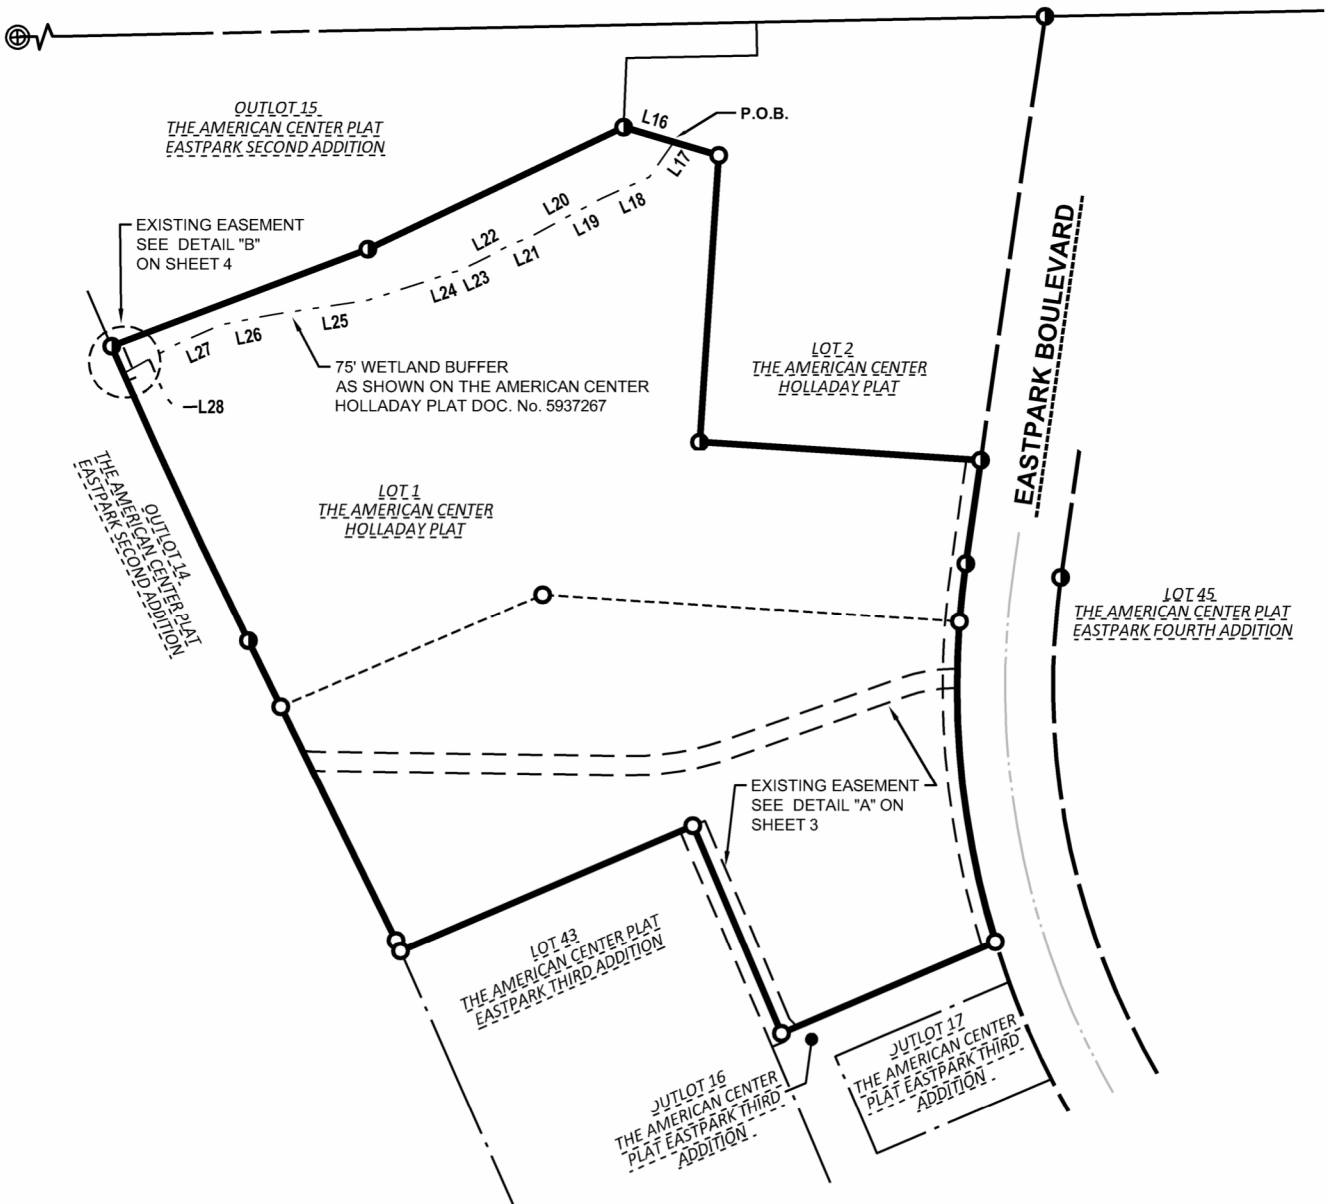 OUTLOT 15
THE AMERICAN CENTER PLAT
EASTPARK SECOND ADDITION
L16
P.O.B.
L17
L18
L19
L20
L21
L22
L23
L24
L25
L26
L27
L28
EXISTING EASEMENT
SEE DETAIL "B"
ON SHEET 4
75' WETLAND BUFFER
AS SHOWN ON THE AMERICAN CENTER
HOLLADAY PLAT DOC. No. 5937267
LOT 2
THE AMERICAN CENTER
HOLLADAY PLAT
EASTPARK BOULEVARD
OUTLOT 14
THE AMERICAN CENTER PLAT
EASTPARK SECOND ADDITION
LOT 1
THE AMERICAN CENTER
HOLLADAY PLAT
LOT 45
THE AMERICAN CENTER PLAT
EASTPARK FOURTH ADDITION
EXISTING EASEMENT
SEE DETAIL "A" ON
SHEET 3
LOT 43
THE AMERICAN CENTER PLAT
EASTPARK THIRD ADDITION
OUTLOT 16
THE AMERICAN CENTER
PLAT EASTPARK THIRD
ADDITION
OUTLOT 17
THE AMERICAN CENTER
PLAT EASTPARK THIRD
ADDITION